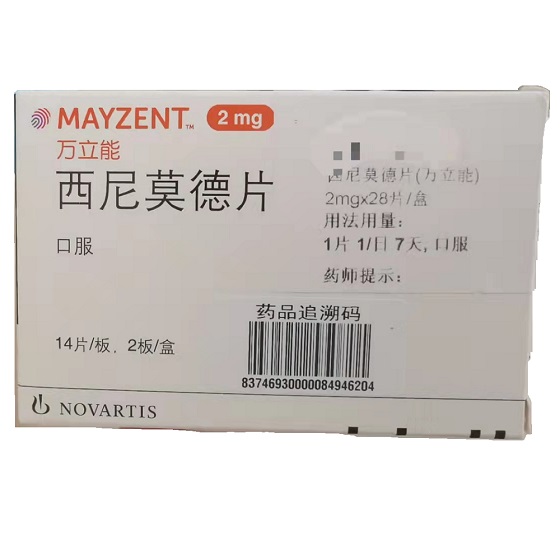 MAYZENT™ 2 mg
万立能
西尼莫德片
口服
14片/板，2板/盒
NOVARTIS
西尼莫德片(万立能)
2mgx28片/盒
用法用量：
1片 1/日 7天, 口服
药师提示：
药品追溯码
83746930000084946204